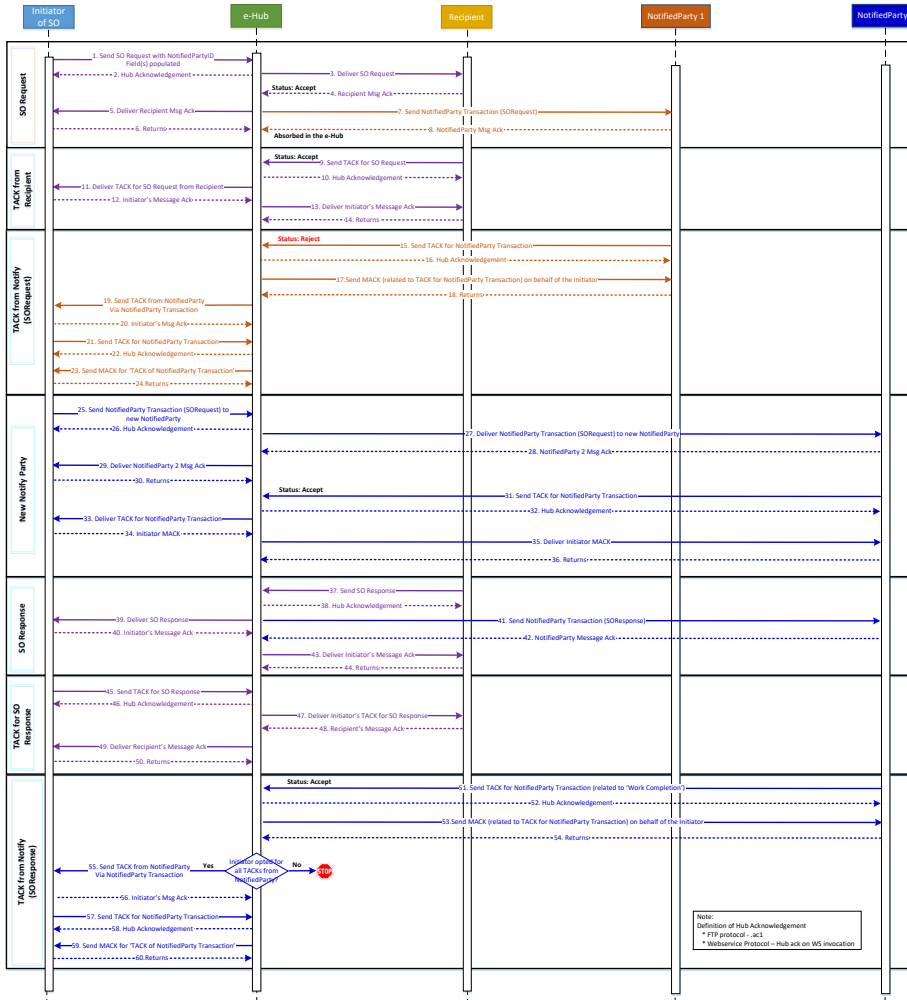 Initiator
of SO
e-Hub
Recipient
NotifiedParty 1
NotifiedParty
SO Request
1. Send SO Request with NotifiedPartyID
Field(s) populated
2. Hub Acknowledgement
3. Deliver SO Request
Status: Accept
4. Recipient Msg Ack
5. Deliver Recipient Msg Ack
7. Send NotifiedParty Transaction (SORequest)
6. Returns
8. NotifiedParty Msg Ack
Absorbed in the e-Hub
TACK from
Recipient
Status: Accept
9. Send TACK for SO Request
10. Hub Acknowledgement
11. Deliver TACK for SO Request from Recipient
12. Initiator's Message Ack
13. Deliver Initiator's Message Ack
14. Returns
TACK from Notify
(SORequest)
Status: Reject
15. Send TACK for NotifiedParty Transaction
16. Hub Acknowledgement
17.Send MACK (related to TACK for NotifiedParty Transaction) on behalf of the Initiator
18. Returns
19. Send TACK from NotifiedParty
Via NotifiedParty Transaction
20. Initiator's Msg Ack
21. Send TACK for NotifiedParty Transaction
22. Hub Acknowledgement
23. Send MACK for 'TACK of NotifiedParty Transaction'
24.Returns
New Notify Party
25. Send NotifiedParty Transaction (SORequest) to
new NotifiedParty
26. Hub Acknowledgement
27. Deliver NotifiedParty Transaction (SORequest) to new NotifiedParty
28. NotifiedParty 2 Msg Ack
29. Deliver NotifiedParty 2 Msg Ack
30. Returns
Status: Accept
31. Send TACK for NotifiedParty Transaction
32. Hub Acknowledgement
33. Deliver TACK for NotifiedParty Transaction
34. Initiator MACK
35. Deliver Initiator MACK
36. Returns
SO Response
37. Send SO Response
38. Hub Acknowledgement
39. Deliver SO Response
41. Send NotifiedParty Transaction (SOResponse)
40. Initiator's Message Ack
42. NotifiedParty Message Ack
43. Deliver Initiator's Message Ack
44. Returns
TACK for SO
Response
45. Send TACK for SO Response
46. Hub Acknowledgement
47. Deliver Initiator's TACK for SO Response
48. Recipient's Message Ack
49. Deliver Recipient's Message Ack
50. Returns
TACK from Notify
(SOResponse)
Status: Accept
51. Send TACK for NotifiedParty Transaction (related to 'Work Completion')
52. Hub Acknowledgement
53.Send MACK (related to TACK for NotifiedParty Transaction) on behalf of the Initiator
54. Returns
55. Send TACK from NotifiedParty
Via NotifiedParty Transaction
Yes
Initiator opted for
all TACKs from
NotifiedParty?
No
STOP
56. Initiator's Msg Ack
57. Send TACK for NotifiedParty Transaction
58. Hub Acknowledgement
59. Send MACK for 'TACK of NotifiedParty Transaction'
60.Returns
Note:
Definition of Hub Acknowledgement
* FTP protocol - .ac1
* Webservice Protocol – Hub ack on WS invocation